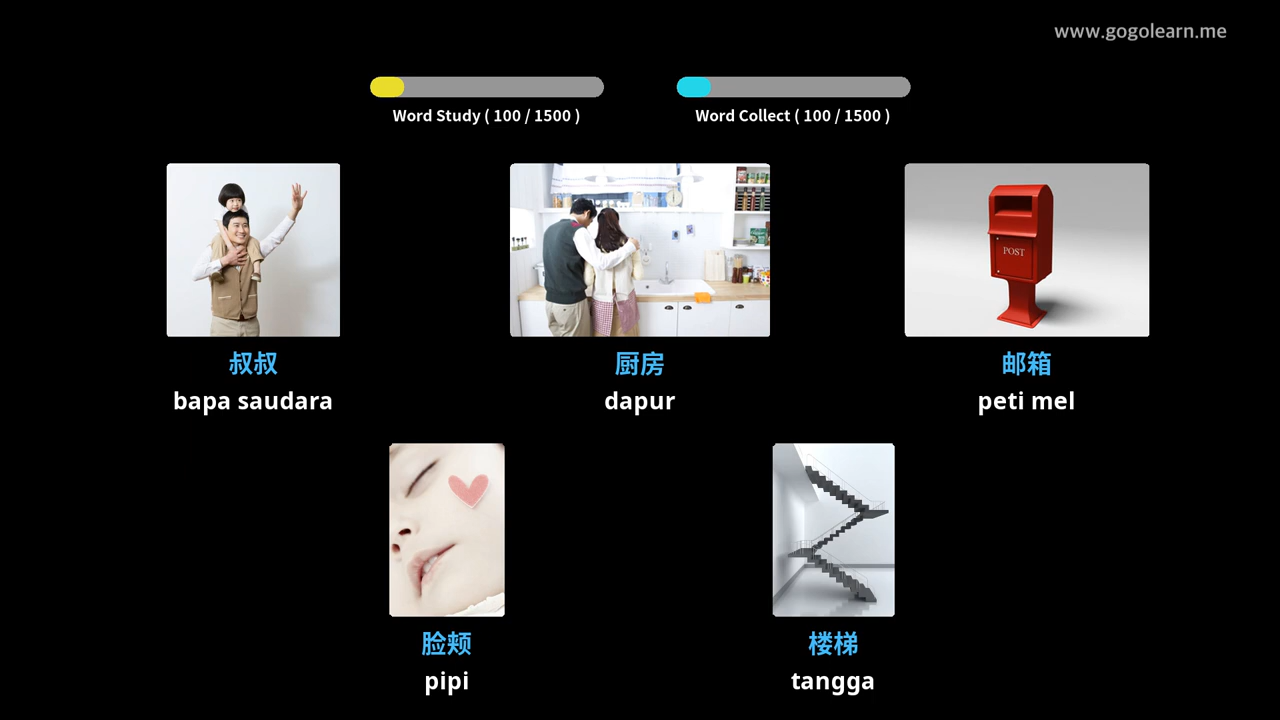 www.gogolearn.me
Word Study ( 100 / 1500 )
Word Collect ( 100 / 1500 )
POST
叔叔
bapa saudara
厨房
dapur
邮箱
peti mel
脸颊
pipi
楼梯
tangga